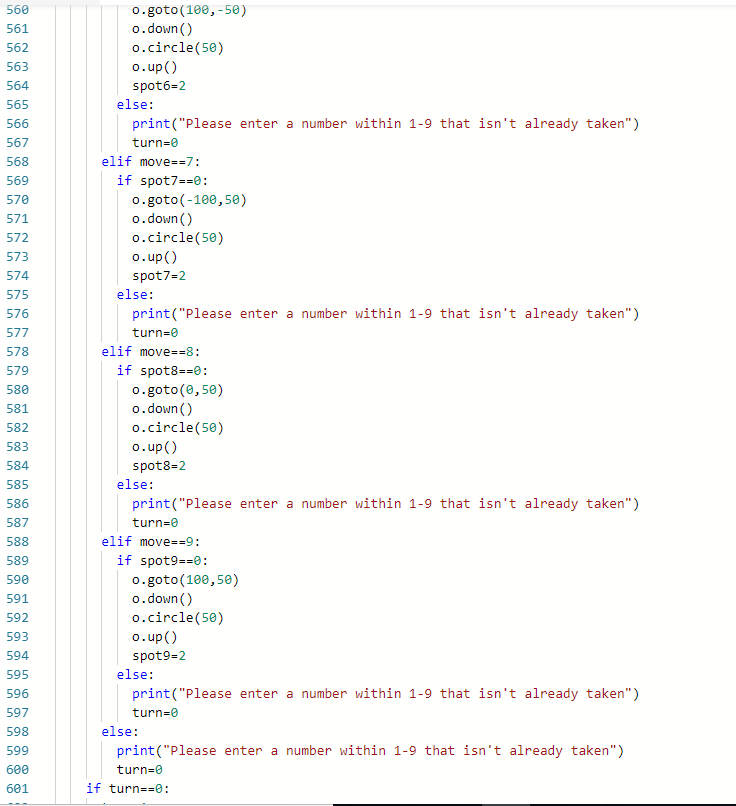 560 o.goto(100,-50)
561 o.down()
562 o.circle(50)
563 o.up()
564 spot6=2
565 else:
566 print("Please enter a number within 1-9 that isn't already taken")
567 turn=0
568 elif move==7:
569 if spot7==0:
570 o.goto(-100,50)
571 o.down()
572 o.circle(50)
573 o.up()
574 spot7=2
575 else:
576 print("Please enter a number within 1-9 that isn't already taken")
577 turn=0
578 elif move==8:
579 if spot8==0:
580 o.goto(0,50)
581 o.down()
582 o.circle(50)
583 o.up()
584 spot8=2
585 else:
586 print("Please enter a number within 1-9 that isn't already taken")
587 turn=0
588 elif move==9:
589 if spot9==0:
590 o.goto(100,50)
591 o.down()
592 o.circle(50)
593 o.up()
594 spot9=2
595 else:
596 print("Please enter a number within 1-9 that isn't already taken")
597 turn=0
598 else:
599 print("Please enter a number within 1-9 that isn't already taken")
600 turn=0
601 if turn==0: